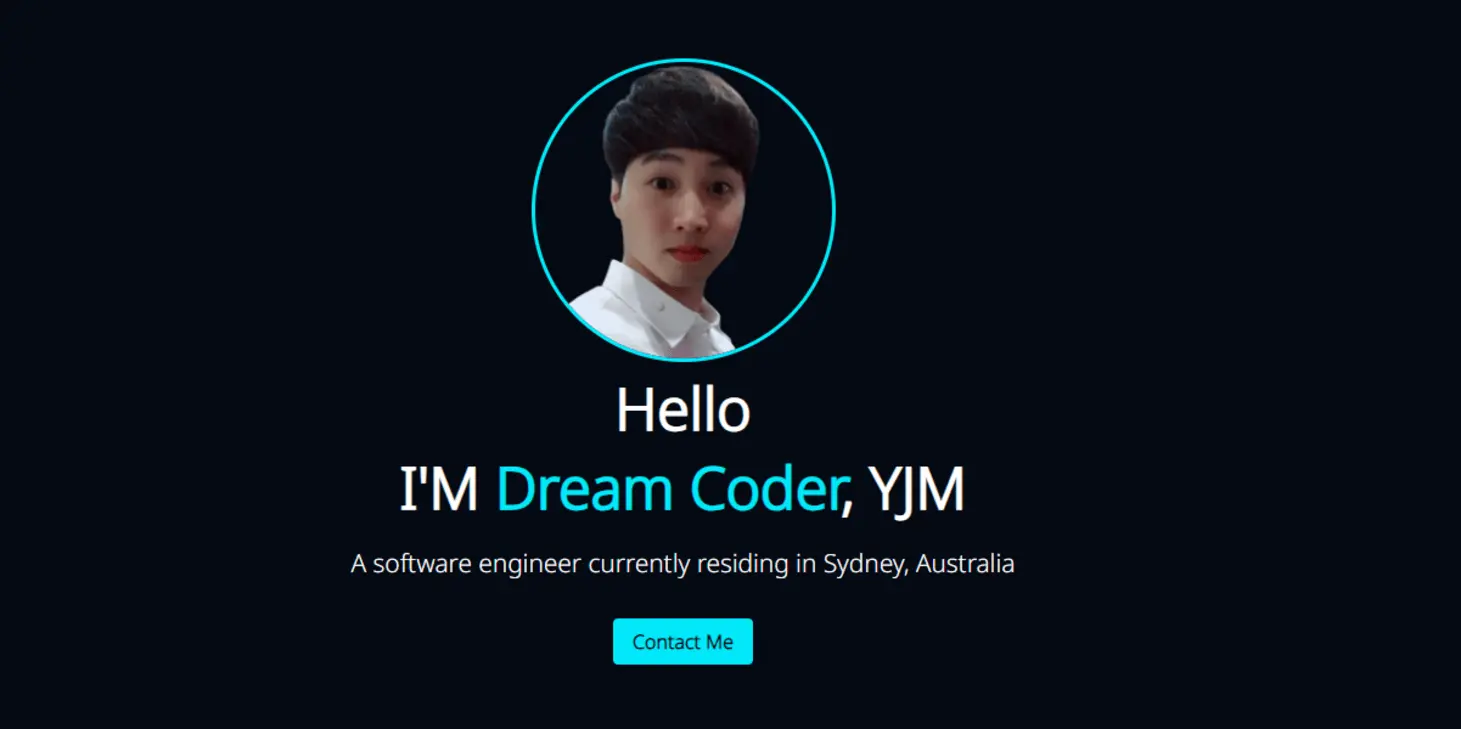 Hello
I'M Dream Coder, YJM
A software engineer currently residing in Sydney, Australia
Contact Me